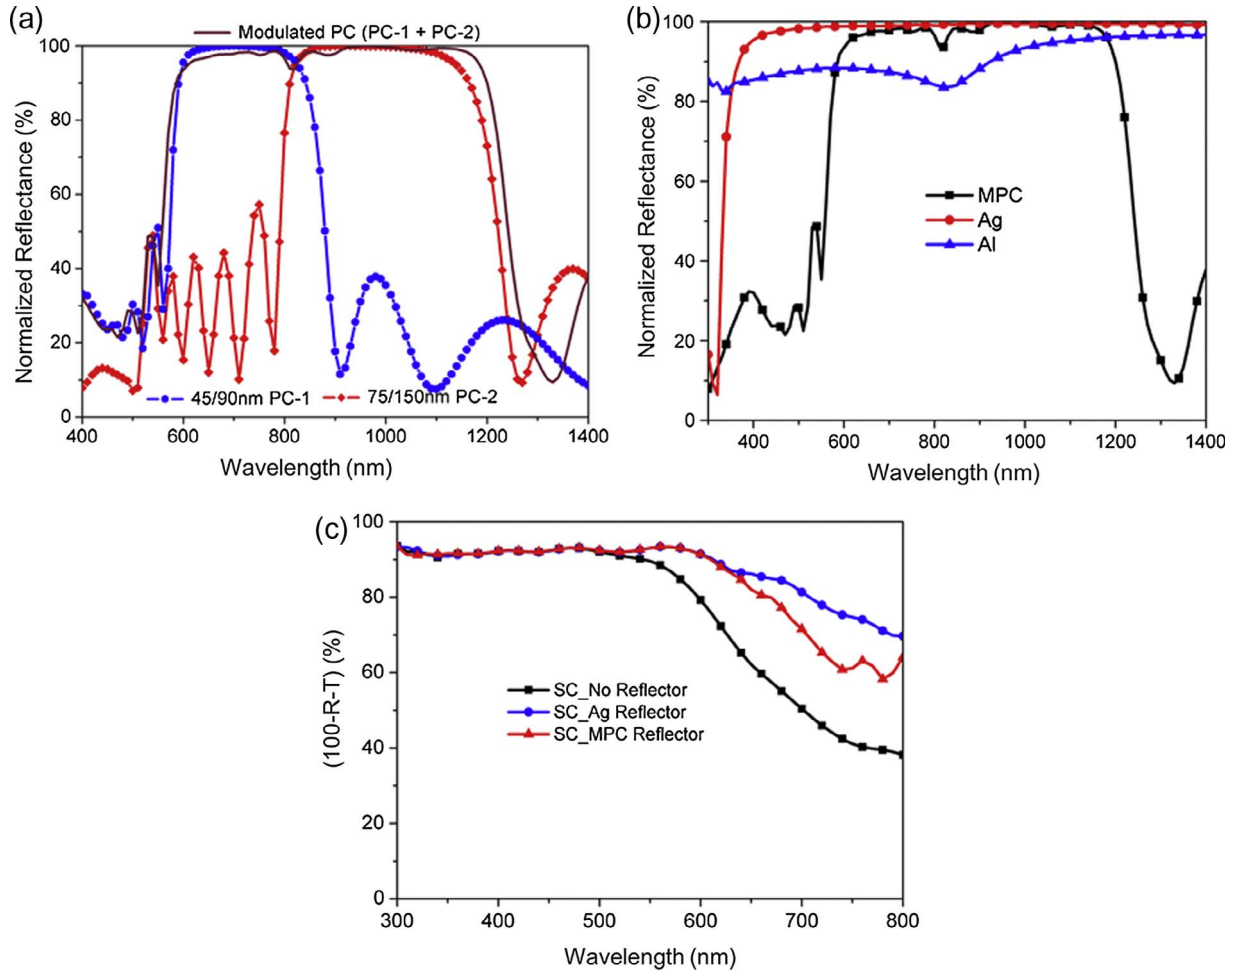 (a)
Modulated PC (PC-1 + PC-2)
100
80
60
40
20
0
Normalized Reflectance (%)
45/90nm PC-1
75/150nm PC-2
400
600
800
1000
1200
1400
Wavelength (nm)
(b)
100
80
60
40
20
0
Normalized Reflectance (%)
MPC
Ag
Al
400
600
800
1000
1200
1400
Wavelength (nm)
(c)
100
80
60
40
20
0
(100-R-T) (%)
SC_No Reflector
SC_Ag Reflector
SC_MPC Reflector
300
400
500
600
700
800
Wavelength (nm)